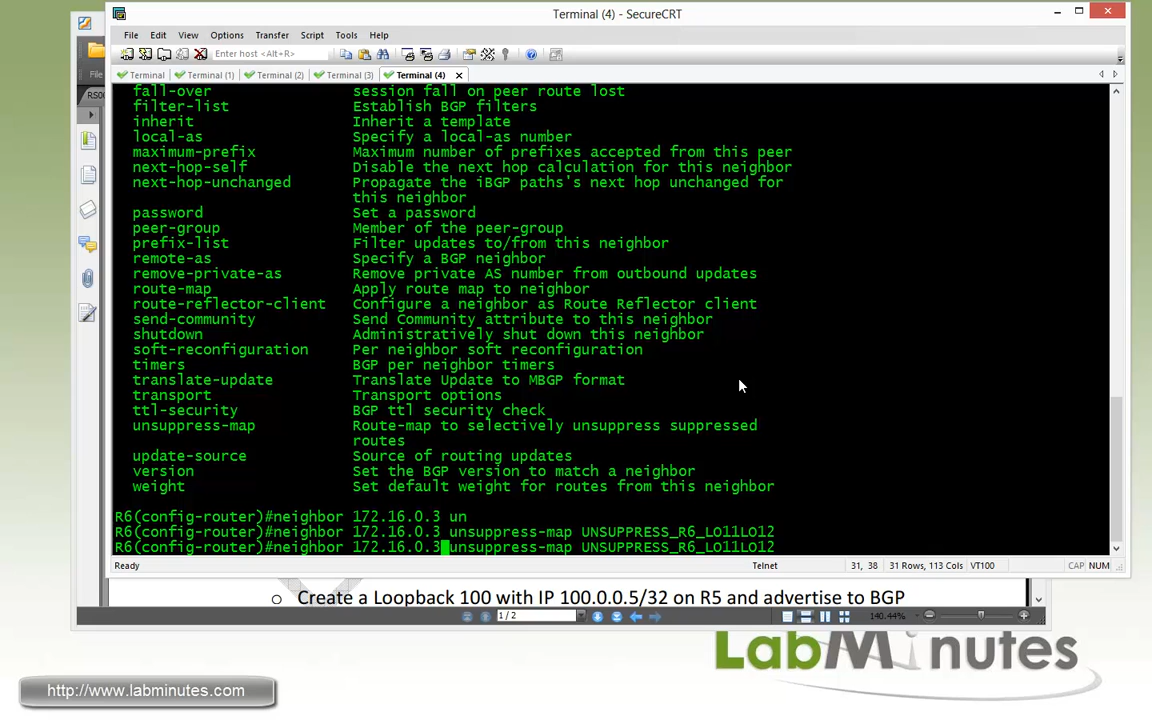 Terminal (4) - SecureCRT
File Edit View Options Transfer Script Tools Help
Enter host <Alt+R>
Terminal Terminal (1) Terminal (2) Terminal (3) Terminal (4)
fall-over session fall on peer route lost
filter-list Establish BGP filters
inherit Inherit a template
local-as Specify a local-as number
maximum-prefix Maximum number of prefixes accepted from this peer
next-hop-self Disable the next hop calculation for this neighbor
next-hop-unchanged Propagate the iBGP paths's next hop unchanged for
this neighbor
password Set a password
peer-group Member of the peer-group
prefix-list Filter updates to/from this neighbor
remote-as Specify a BGP neighbor
remove-private-as Remove private AS number from outbound updates
route-map Apply route map to neighbor
route-reflector-client Configure a neighbor as Route Reflector client
send-community Send Community attribute to this neighbor
shutdown Administratively shut down this neighbor
soft-reconfiguration Per neighbor soft reconfiguration
timers BGP per neighbor timers
translate-update Translate Update to MBGP format
transport Transport options
ttl-security BGP ttl security check
unsuppress-map Route-map to selectively unsuppress suppressed
routes
update-source Source of routing updates
version Set the BGP version to match a neighbor
weight Set default weight for routes from this neighbor
R6(config-router)#neighbor 172.16.0.3 un
R6(config-router)#neighbor 172.16.0.3 unsuppress-map UNSUPPRESS_R6_LO11LO12
R6(config-router)#neighbor 172.16.0.3 unsuppress-map UNSUPPRESS_R6_LO11LO12
Ready Telnet 31, 38 31 Rows, 113 Cols VT100 CAP NUM
o Create a Loopback 100 with IP 100.0.0.5/32 on R5 and advertise to BGP
1 / 2 140.44%
LabMinutes
http://www.labminutes.com